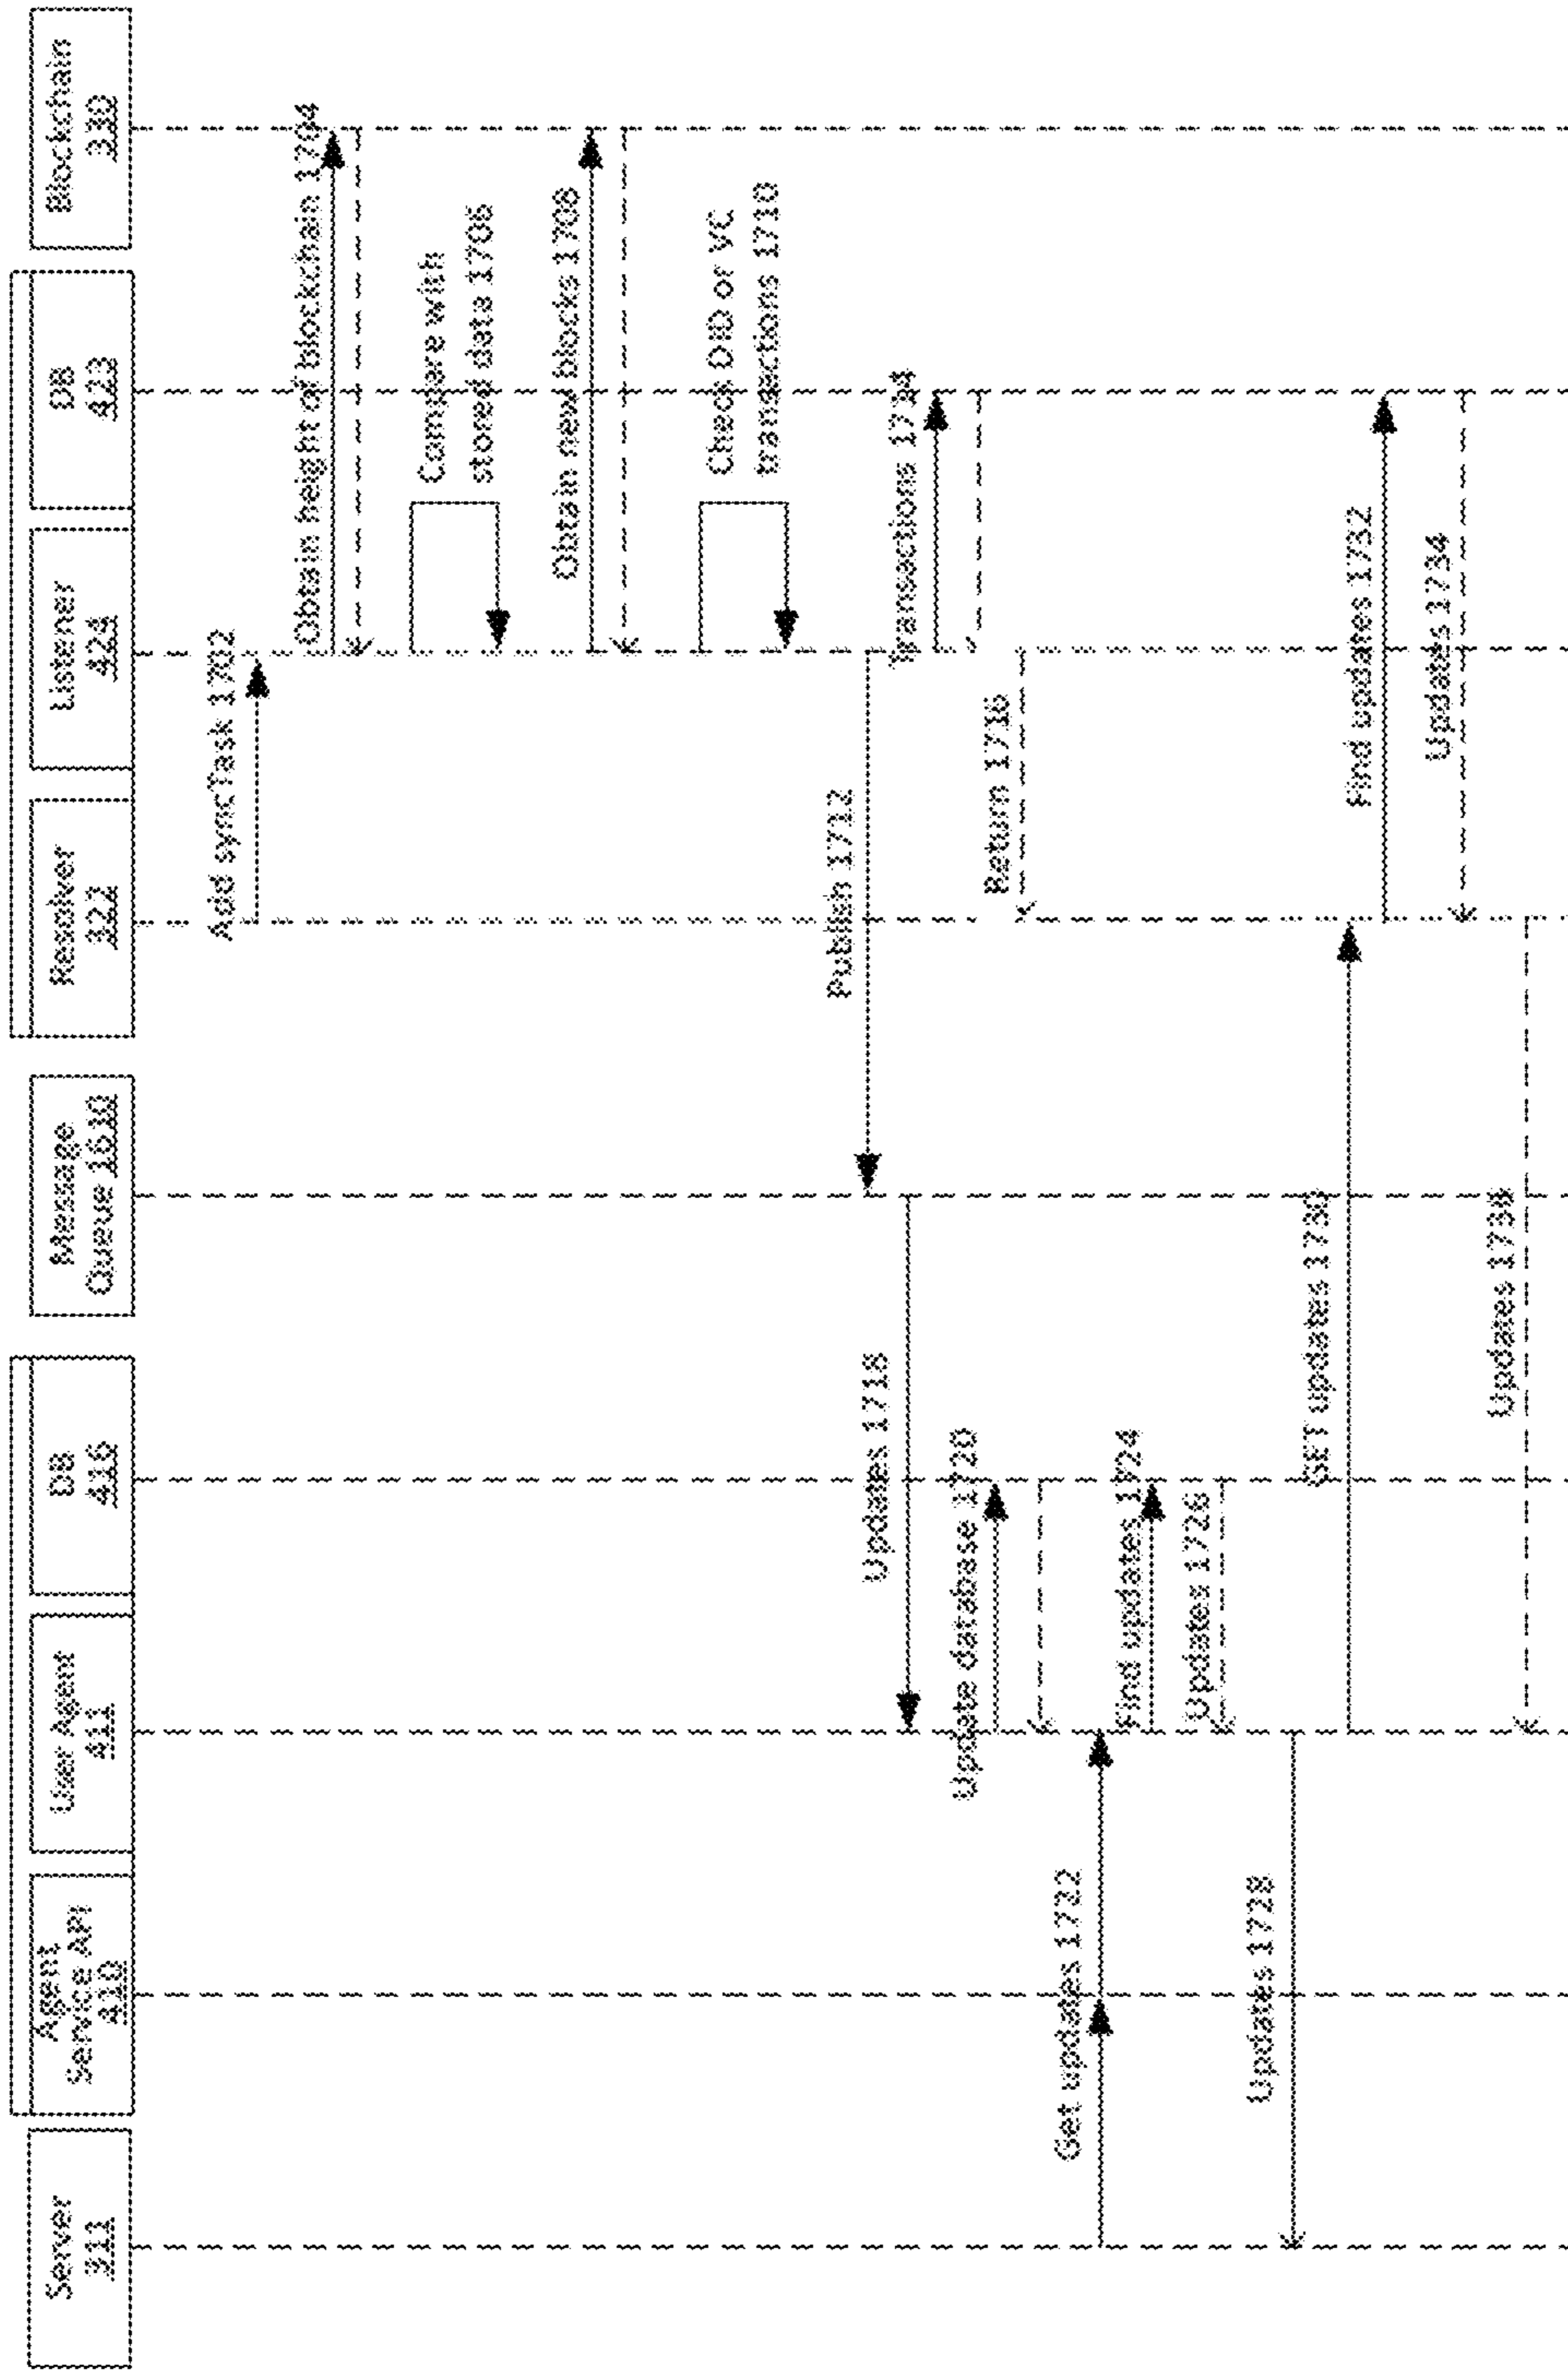 Server
311
Agent
Service API
410
User Agent
411
DB
416
Message
Queue 1610
Resolver
322
Listener
424
DB
423
Blockchain
330
Add syncTask 1702
Obtain height of blockchain 1704
Compare with
stored data 1706
Obtain new blocks 1708
Check DID or VC
transactions 1710
Publish 1712
Updates 1718
Transactions 1714
Update database 1720
Return 1716
Get updates 1722
Find updates 1724
Updates 1726
Updates 1728
GET updates 1730
Find updates 1732
Updates 1734
Updates 1738